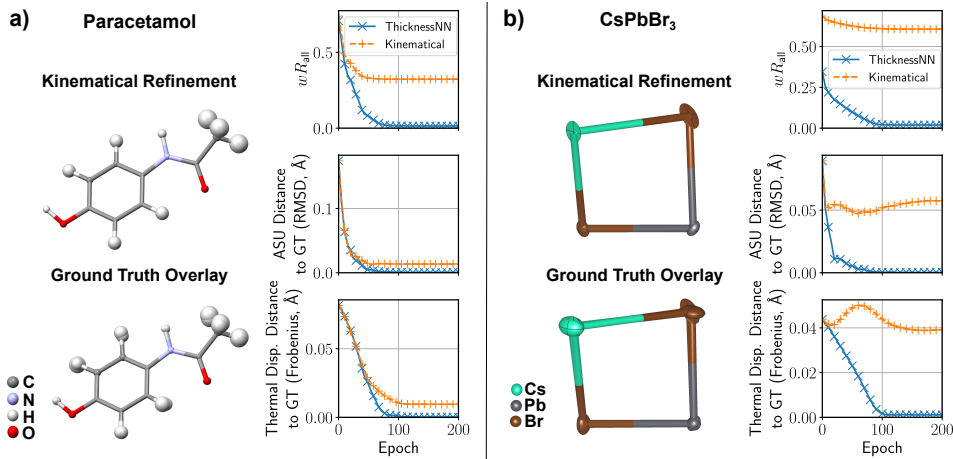 a)
Paracetamol
Kinematical Refinement
Ground Truth Overlay
C
N
H
O
wR_all
0.5
0.0
ThicknessNN
Kinematical
ASU Distance
to GT (RMSD, Å)
0.1
0.0
Thermal Disp. Distance
to GT (Frobenius, Å)
0.05
0.00
0 100 200
Epoch
b)
CsPbBr₃
Kinematical Refinement
Ground Truth Overlay
Cs
Pb
Br
wR_all
0.50
0.25
0.00
ThicknessNN
Kinematical
ASU Distance
to GT (RMSD, Å)
0.05
0.00
Thermal Disp. Distance
to GT (Frobenius, Å)
0.04
0.02
0.00
0 100 200
Epoch